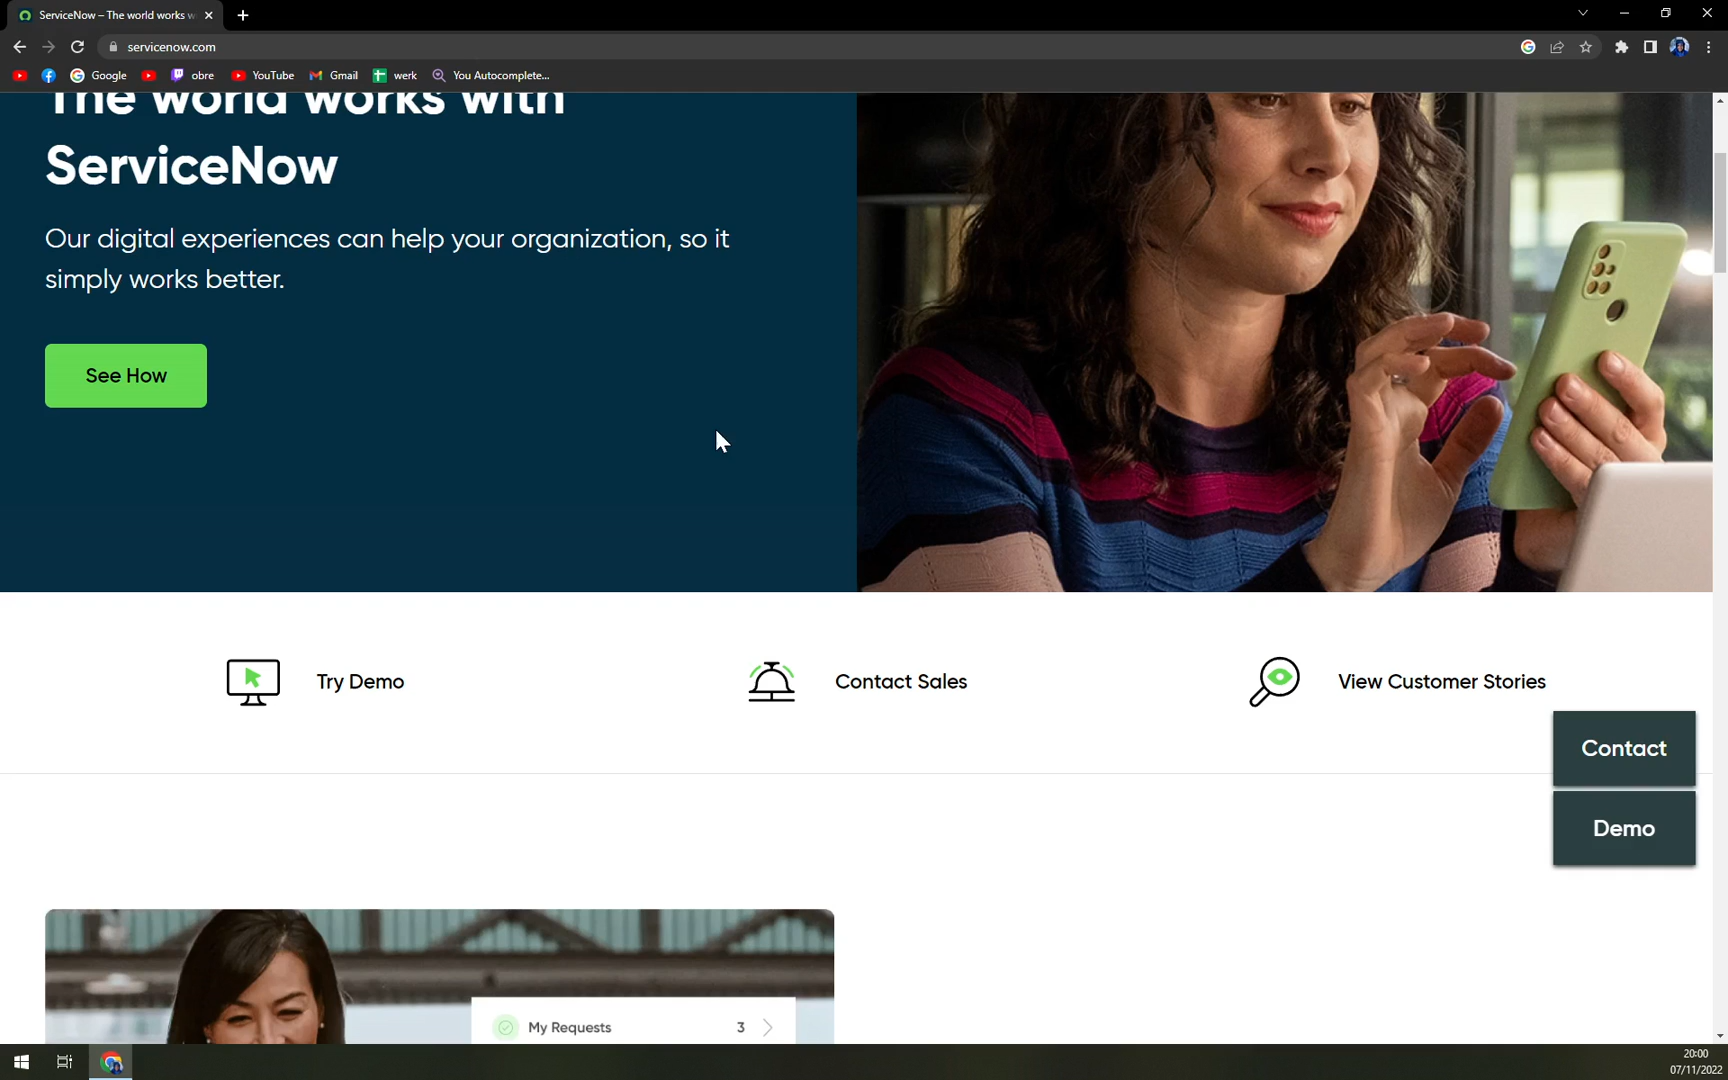 ServiceNow – The world works w
servicenow.com
Google
obre
YouTube
Gmail
werk
You Autocomplete...
The world works with
ServiceNow
Our digital experiences can help your organization, so it
simply works better.
See How
Try Demo
Contact Sales
View Customer Stories
Contact
Demo
My Requests 3
20:00
07/11/2022